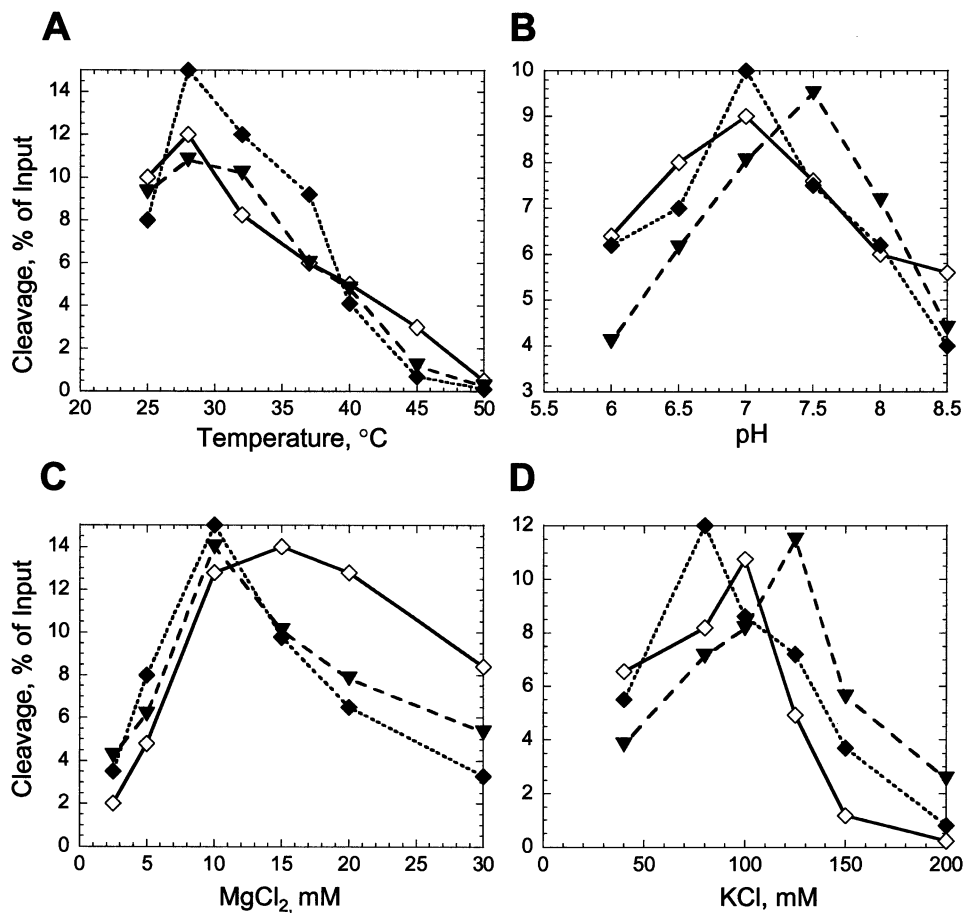 A
B
Cleavage, % of Input
14
12
10
8
6
4
2
0
20 25 30 35 40 45 50
Temperature, °C
10
9
8
7
6
5
4
3
5.5 6 6.5 7 7.5 8 8.5
pH
C
D
Cleavage, % of Input
14
12
10
8
6
4
2
0
0 5 10 15 20 25 30
MgCl2, mM
12
10
8
6
4
2
0
0 50 100 150 200
KCl, mM